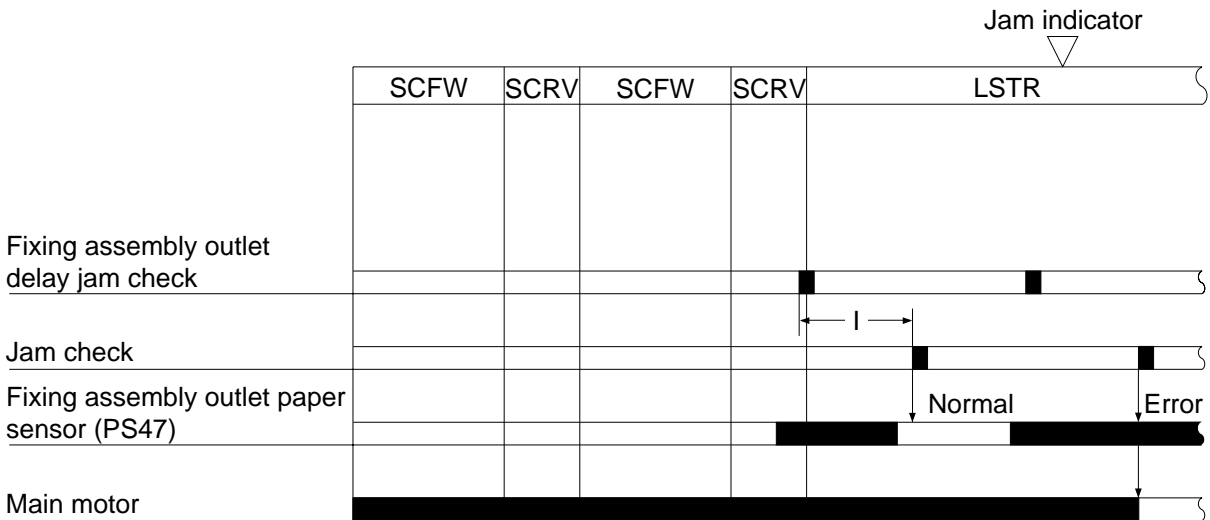 Jam indicator
SCFW SCRV SCFW SCRV LSTR
Fixing assembly outlet
delay jam check
l
Jam check
Fixing assembly outlet paper
sensor (PS47)
Normal
Error
Main motor